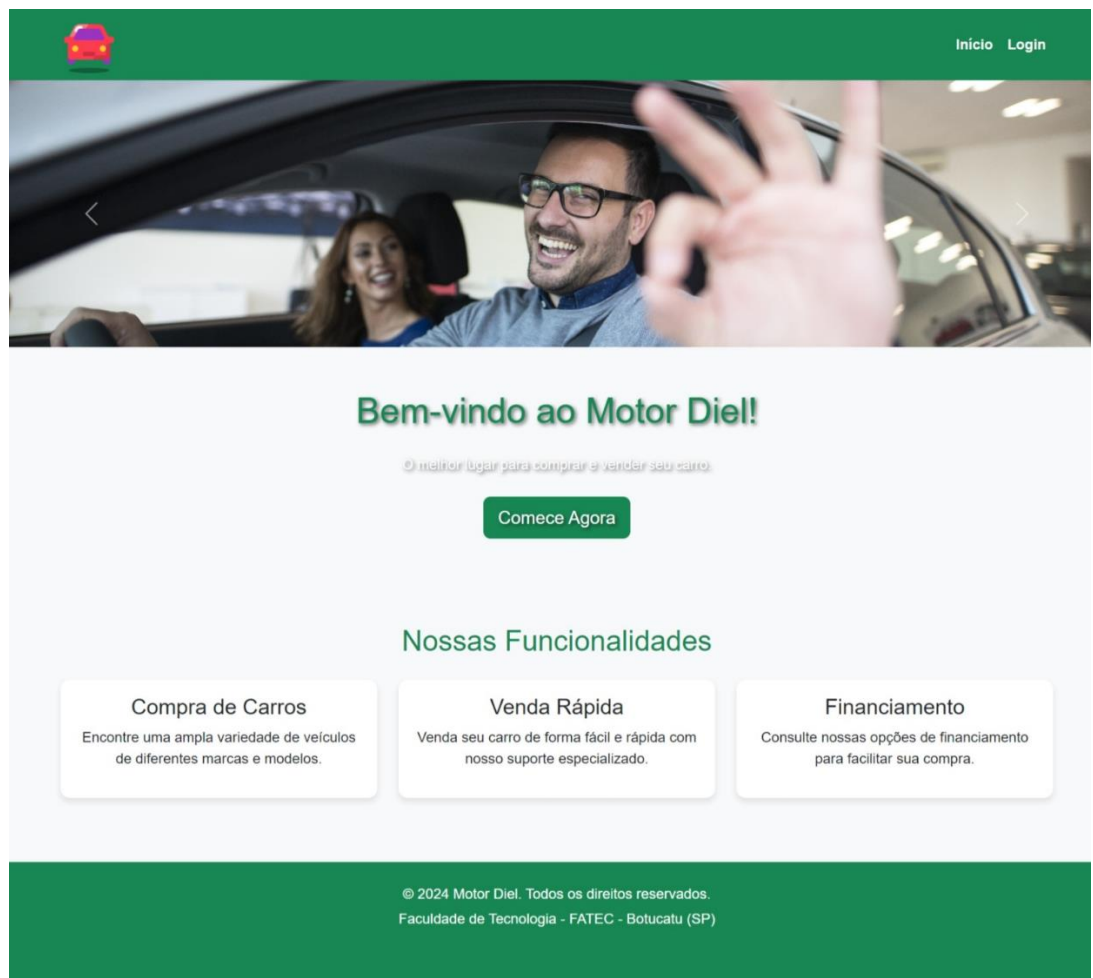 Início Login
Bem-vindo ao Motor Diel!
O melhor lugar para comprar e vender seu carro.
Comece Agora
Nossas Funcionalidades
Compra de Carros
Encontre uma ampla variedade de veículos
de diferentes marcas e modelos.
Venda Rápida
Venda seu carro de forma fácil e rápida com
nosso suporte especializado.
Financiamento
Consulte nossas opções de financiamento
para facilitar sua compra.
© 2024 Motor Diel. Todos os direitos reservados.
Faculdade de Tecnologia - FATEC - Botucatu (SP)